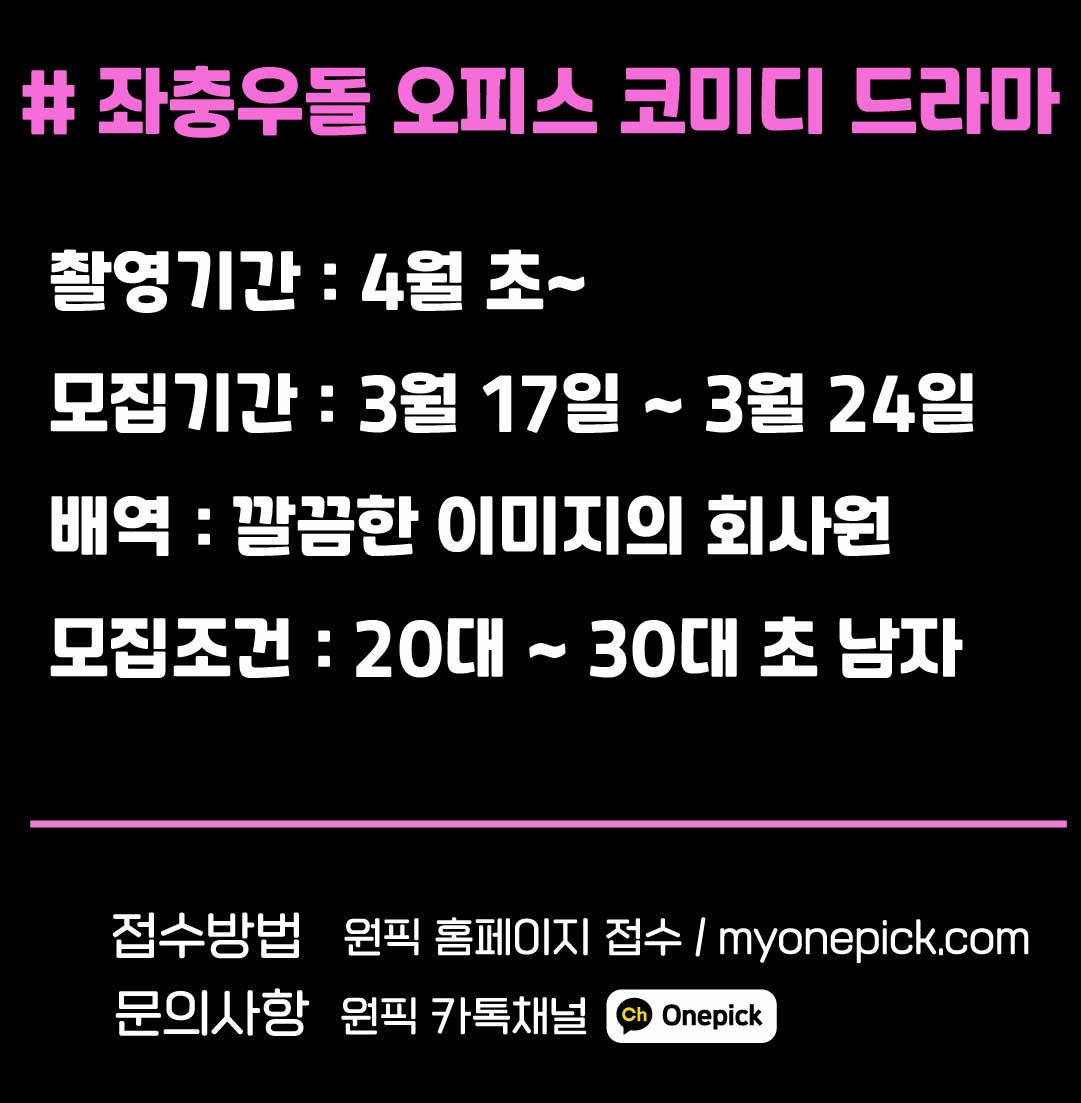 # 좌충우돌 오피스 코미디 드라마
촬영기간 : 4월 초~
모집기간 : 3월 17일 ~ 3월 24일
배역 : 깔끔한 이미지의 회사원
모집조건 : 20대 ~ 30대 초 남자
접수방법 원픽 홈페이지 접수 / myonepick.com
문의사항 원픽 카톡채널 Ch Onepick